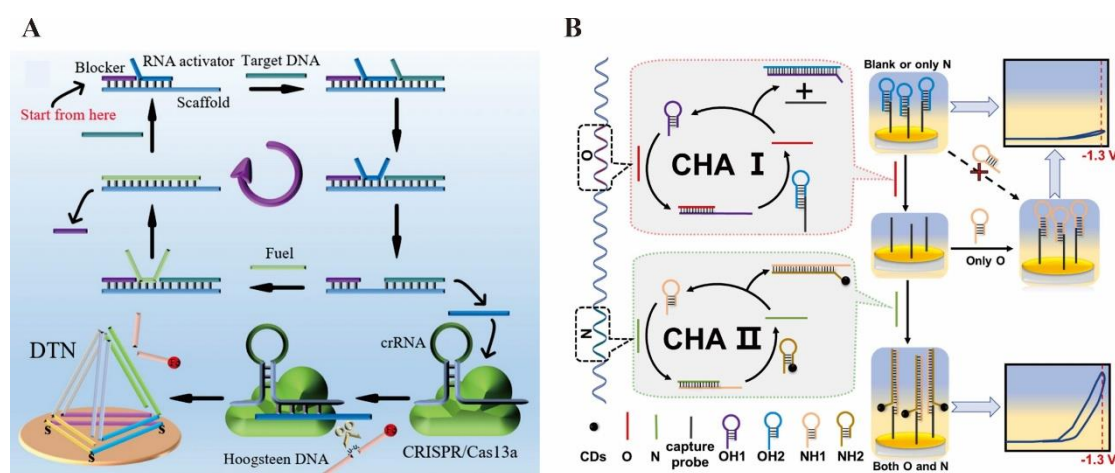 A
Blocker
RNA activator
Target DNA
Scaffold
Start from here
Fuel
DTN
crRNA
S
S
S
Hoogsteen DNA
CRISPR/Cas13a
B
O
N
CHA I
+
CHA II
Blank or only N
-1.3 V
Only O
Both O and N
-1.3 V
CDs
O
N
capture
probe
OH1
OH2
NH1
NH2